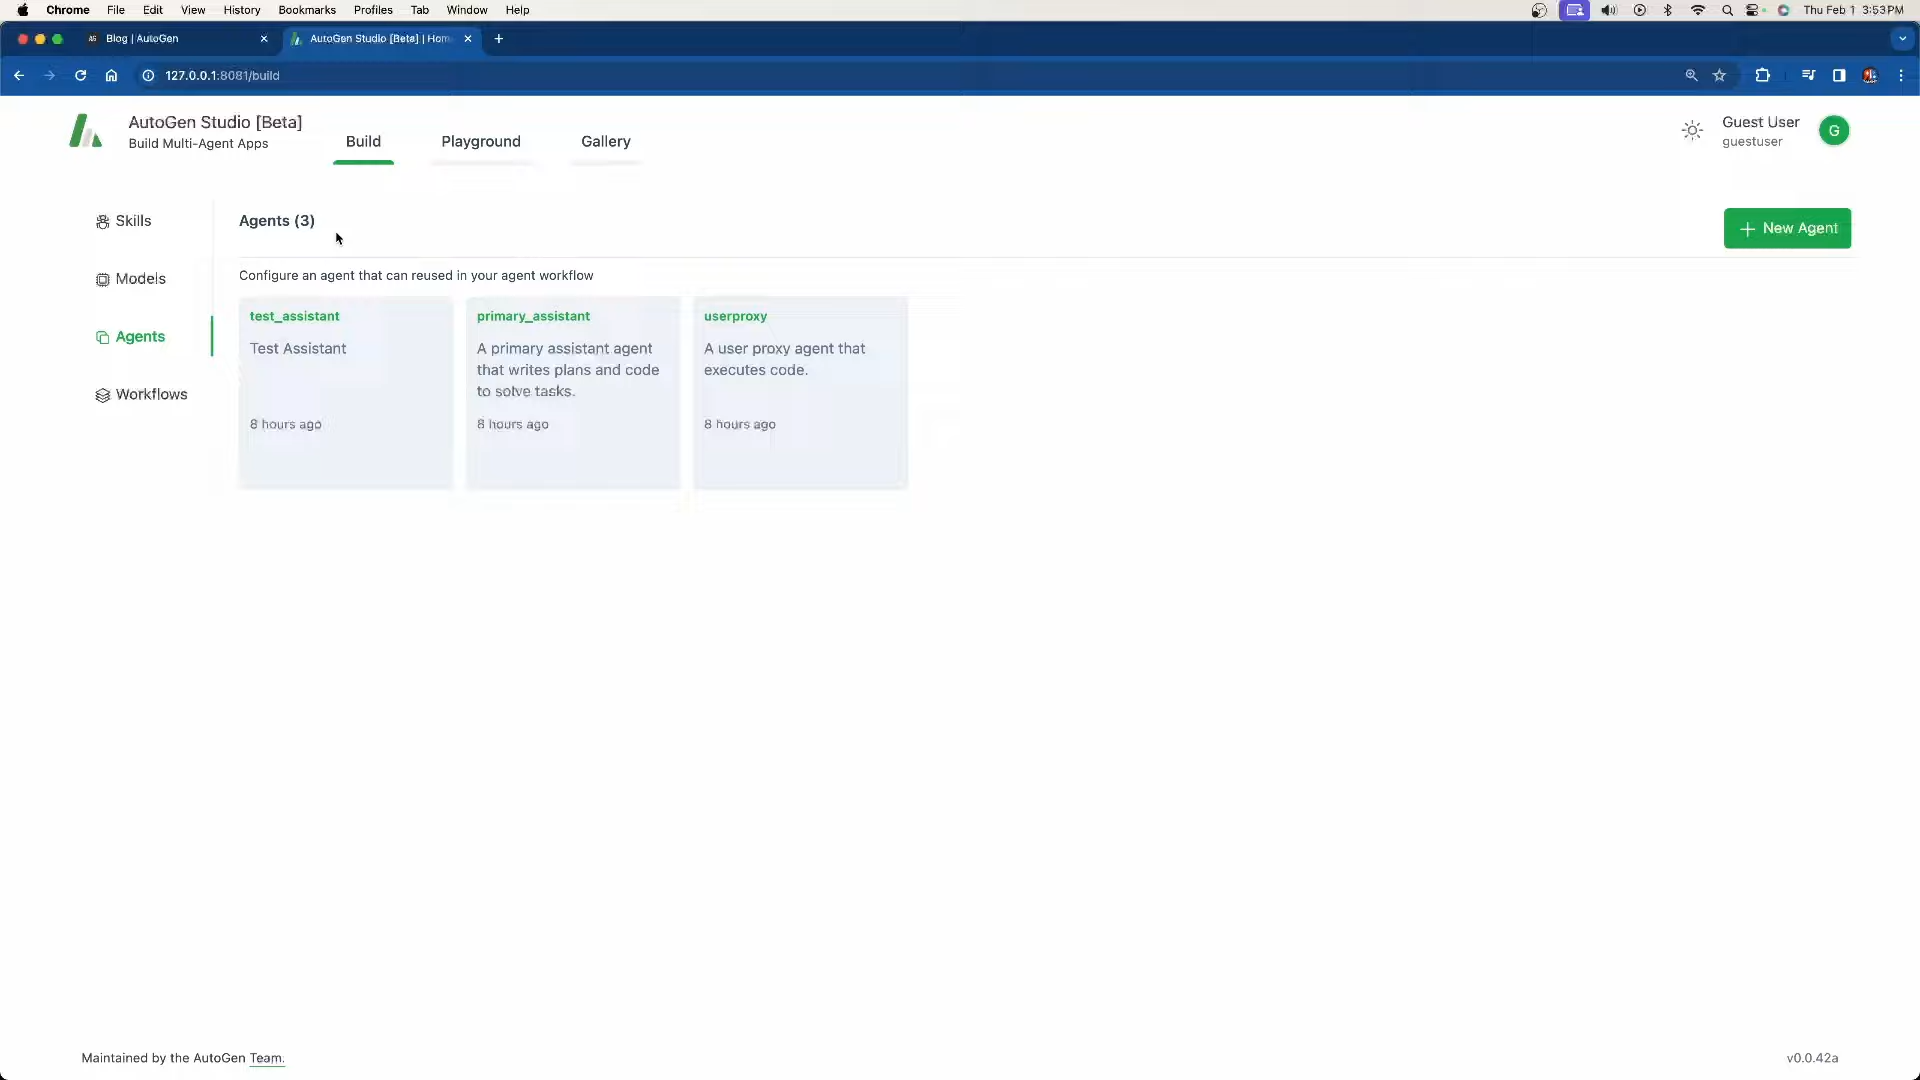 Chrome File Edit View History Bookmarks Profiles Tab Window Help Thu Feb 1 3:53 PM
Blog | AutoGen AutoGen Studio [Beta] | Hom
127.0.0.1:8081/build
AutoGen Studio [Beta]
Build Multi-Agent Apps
Build Playground Gallery
Guest User
guestuser
G
Skills
Models
Agents
Workflows
Agents (3)
New Agent
Configure an agent that can reused in your agent workflow
test_assistant
Test Assistant
8 hours ago
primary_assistant
A primary assistant agent
that writes plans and code
to solve tasks.
8 hours ago
userproxy
A user proxy agent that
executes code.
8 hours ago
Maintained by the AutoGen Team.
v0.0.42a